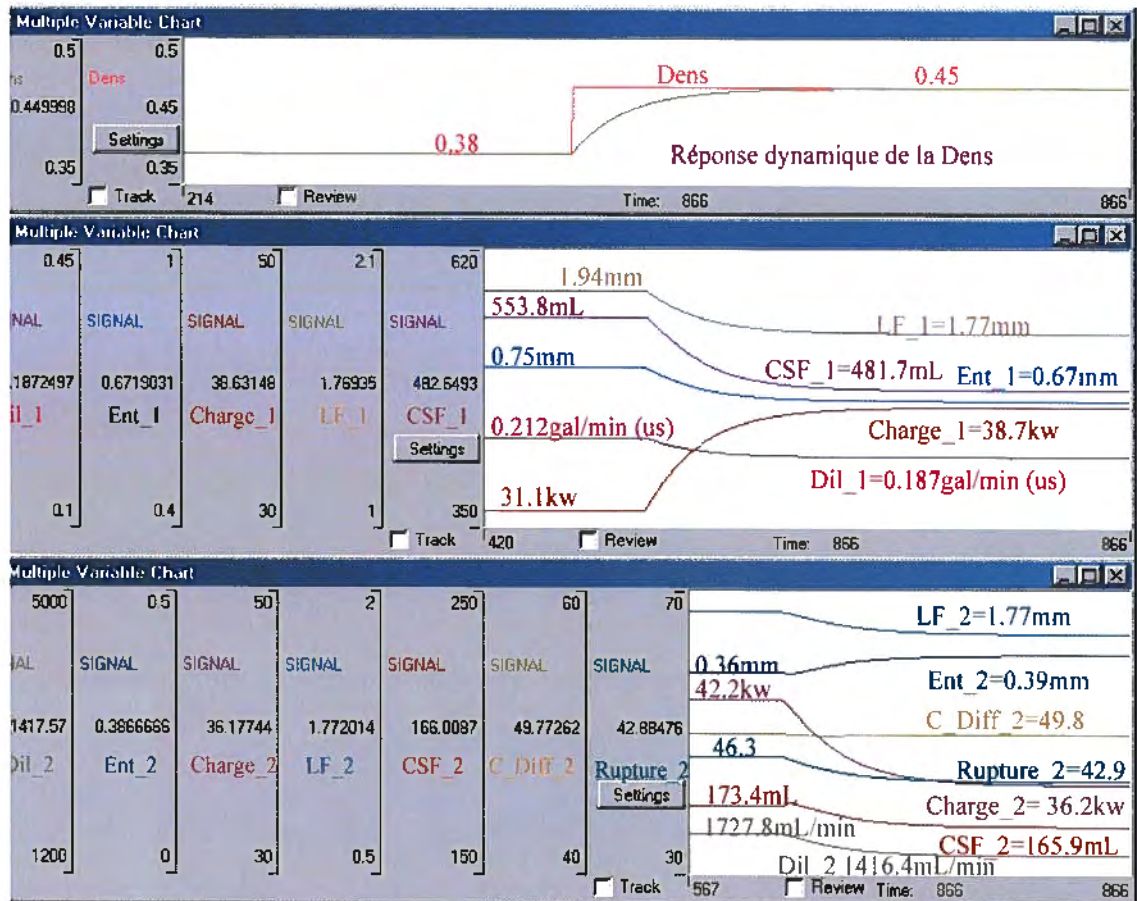 Multiple Variable Chart
0.5 0.5
ns Dens Dens 0.45
0.449998 0.45
Settings 0.38
Réponse dynamique de la Dens
0.35 0.35
Track 214 Review Time: 866 866
Multiple Variable Chart
0.45 1 50 2.1 620 1.94mm
553.8mL
NAL SIGNAL SIGNAL SIGNAL SIGNAL LF_1=1.77mm
0.75mm
.1872497 0.6719031 38.63148 1.76935 482.6493 CSF_1=481.7mL Ent_1=0.67mm
il_1 Ent_1 Charge_1 LF_1 CSF_1 0.212gal/min (us) Charge_1=38.7kw
Settings
Dil_1=0.187gal/min (us)
31.1kw
0.1 0.4 30 1 350
Track 420 Review Time: 866 866
Multiple Variable Chart
5000 0.5 50 2 250 60 70 LF_2=1.77mm
NAL SIGNAL SIGNAL SIGNAL SIGNAL SIGNAL SIGNAL 0.36mm
42.2kw Ent_2=0.39mm
1417.57 0.3866666 36.17744 1.772014 166.0087 49.77262 42.88476 C_Diff_2=49.8
46.3
Dil_2 Ent_2 Charge_2 LF_2 CSF_2 C_Diff_2 Rupture_2 Rupture_2=42.9
Settings 173.4mL Charge_2= 36.2kw
1727.8mL/min
CSF_2=165.9mL
1200 0 30 0.5 150 40 30 Dil_2 1416.4mL/min
Track 567 Review Time: 866 866